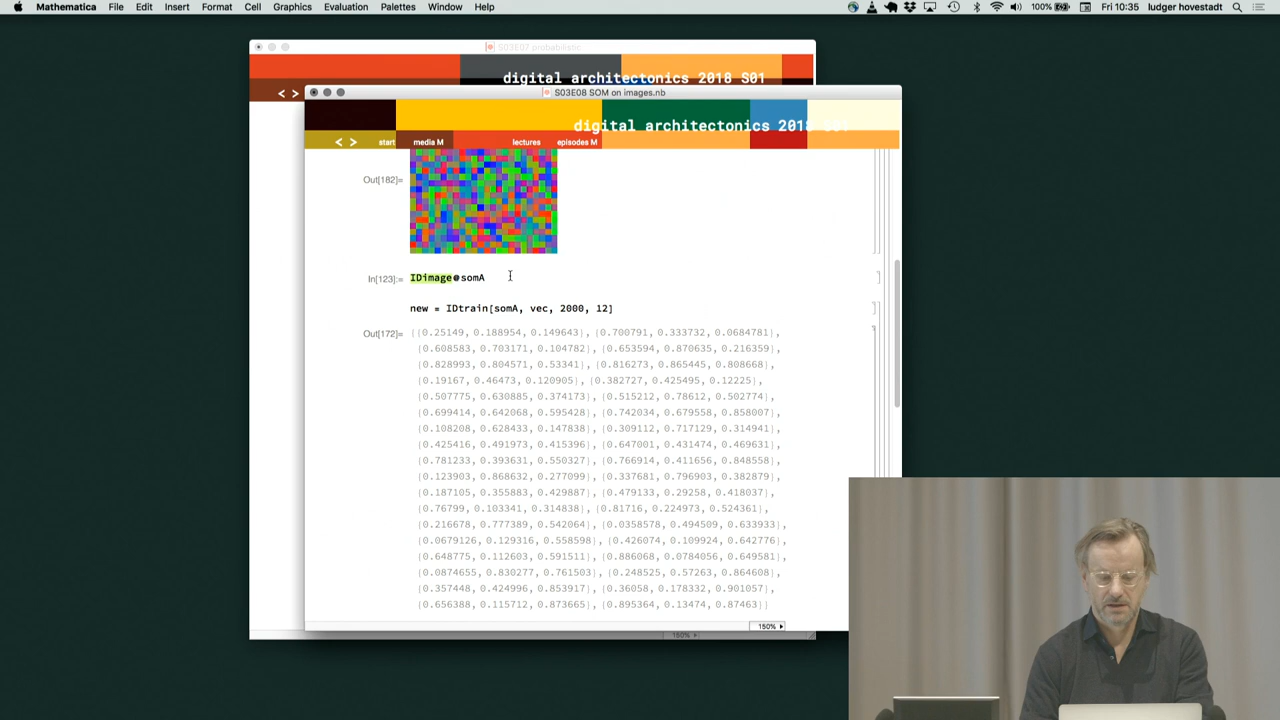 Mathematica File Edit Insert Format Cell Graphics Evaluation Palettes Window Help 100% Fri 10:35 ludger hovestadt
S03E07 probabilistic
digital architectonics 2018 S01
< >
S03E08 SOM on images.nb
digital architectonics 2018 S01
< > start media M lectures episodes M
Out[182]=
In[123]:= IDimage@somA
new = IDtrain[somA, vec, 2000, 12]
Out[172]= {{0.25149, 0.188954, 0.149643}, {0.700791, 0.333732, 0.0684781},
{0.608583, 0.703171, 0.104782}, {0.653594, 0.870635, 0.216359},
{0.828993, 0.804571, 0.53341}, {0.816273, 0.865445, 0.808668},
{0.19167, 0.46473, 0.120905}, {0.382727, 0.425495, 0.12225},
{0.507775, 0.630885, 0.374173}, {0.515212, 0.78612, 0.502774},
{0.699414, 0.642068, 0.595428}, {0.742034, 0.679558, 0.858007},
{0.108208, 0.628433, 0.147838}, {0.309112, 0.717129, 0.314941},
{0.425416, 0.491973, 0.415396}, {0.647001, 0.431474, 0.469631},
{0.781233, 0.393631, 0.550327}, {0.766914, 0.411656, 0.848558},
{0.123903, 0.868632, 0.277099}, {0.337681, 0.796903, 0.382879},
{0.187105, 0.355883, 0.429887}, {0.479133, 0.29258, 0.418037},
{0.76799, 0.103341, 0.314838}, {0.81716, 0.224973, 0.524361},
{0.216678, 0.777389, 0.542064}, {0.0358578, 0.494509, 0.633933},
{0.0679126, 0.129316, 0.558598}, {0.426074, 0.109924, 0.642776},
{0.648775, 0.112603, 0.591511}, {0.886068, 0.0784056, 0.649581},
{0.0874655, 0.830277, 0.761503}, {0.248525, 0.57263, 0.864608},
{0.357448, 0.424996, 0.853917}, {0.36058, 0.178332, 0.901057},
{0.656388, 0.115712, 0.873665}, {0.895364, 0.13474, 0.87463}}
150%
150%